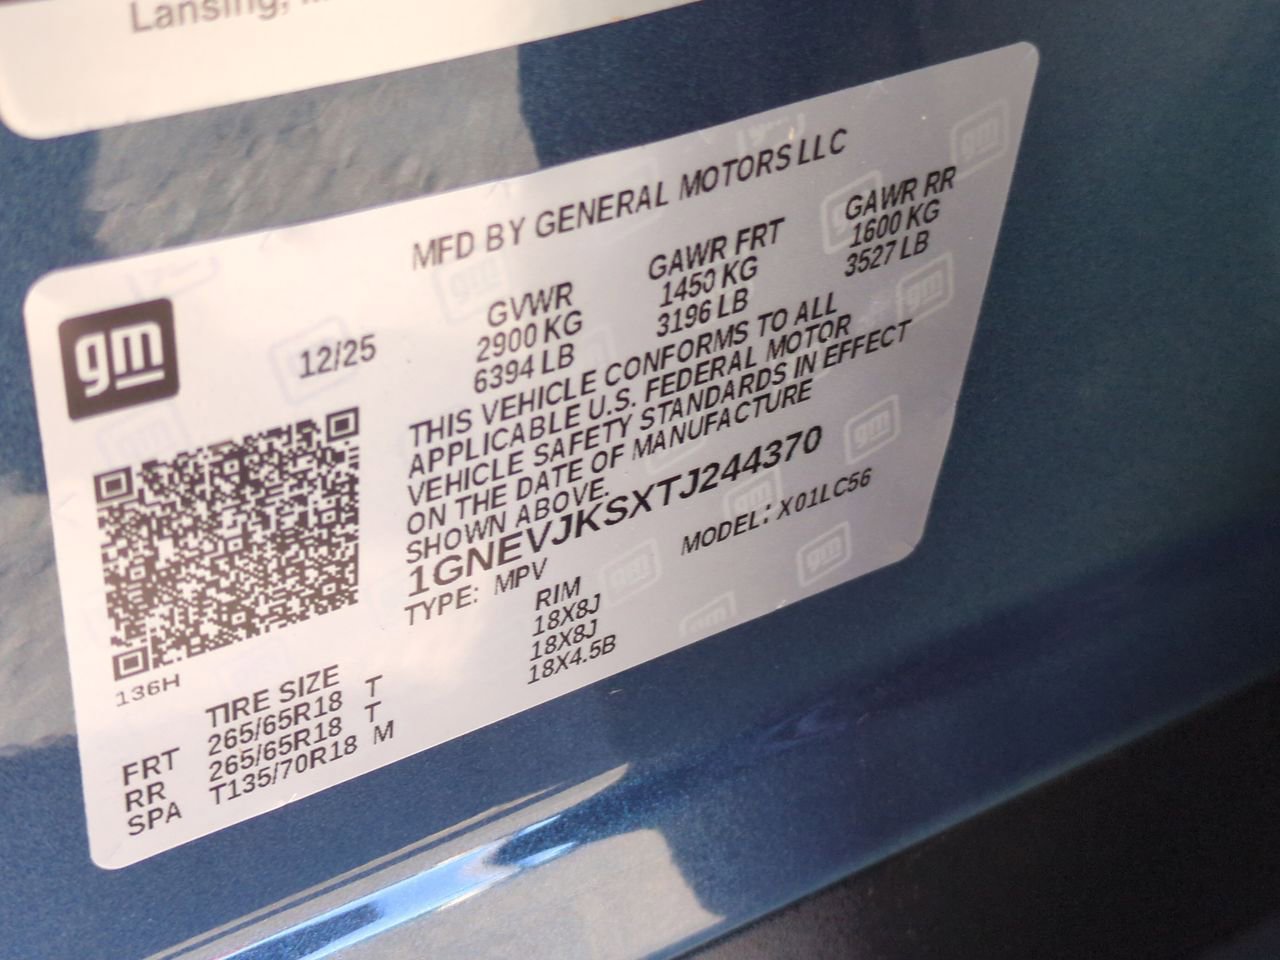 Lansing,
MFD BY GENERAL MOTORS LLC
gm
12/25
GVWR GAWR FRT GAWR RR
2900 KG 1450 KG 1600 KG
6394 LB 3196 LB 3527 LB
THIS VEHICLE CONFORMS TO ALL
APPLICABLE U.S. FEDERAL MOTOR
VEHICLE SAFETY STANDARDS IN EFFECT
ON THE DATE OF MANUFACTURE
SHOWN ABOVE.
1GNEVJKSXTJ244370
TYPE: MPV MODEL: X01LC56
136H
TIRE SIZE RIM
FRT 265/65R18 T 18X8J
RR 265/65R18 T 18X8J
SPA T135/70R18 M 18X4.5B